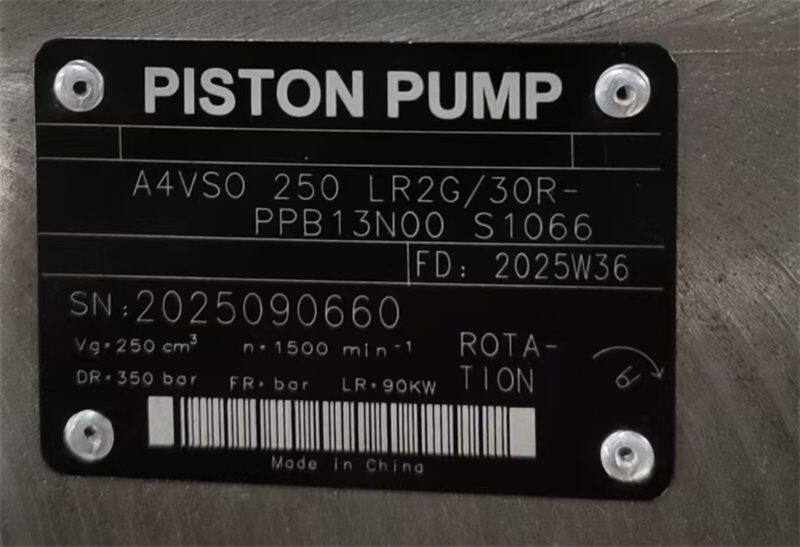 PISTON PUMP
A4VSO 250 LR2G/30R-
PPB13N00 S1066
FD: 2025W36
SN:2025090660
Vg=250 cm³ n=1500 min⁻¹
DR=350 bar FR= bar LR=90KW
ROTA-
TION
Made in China